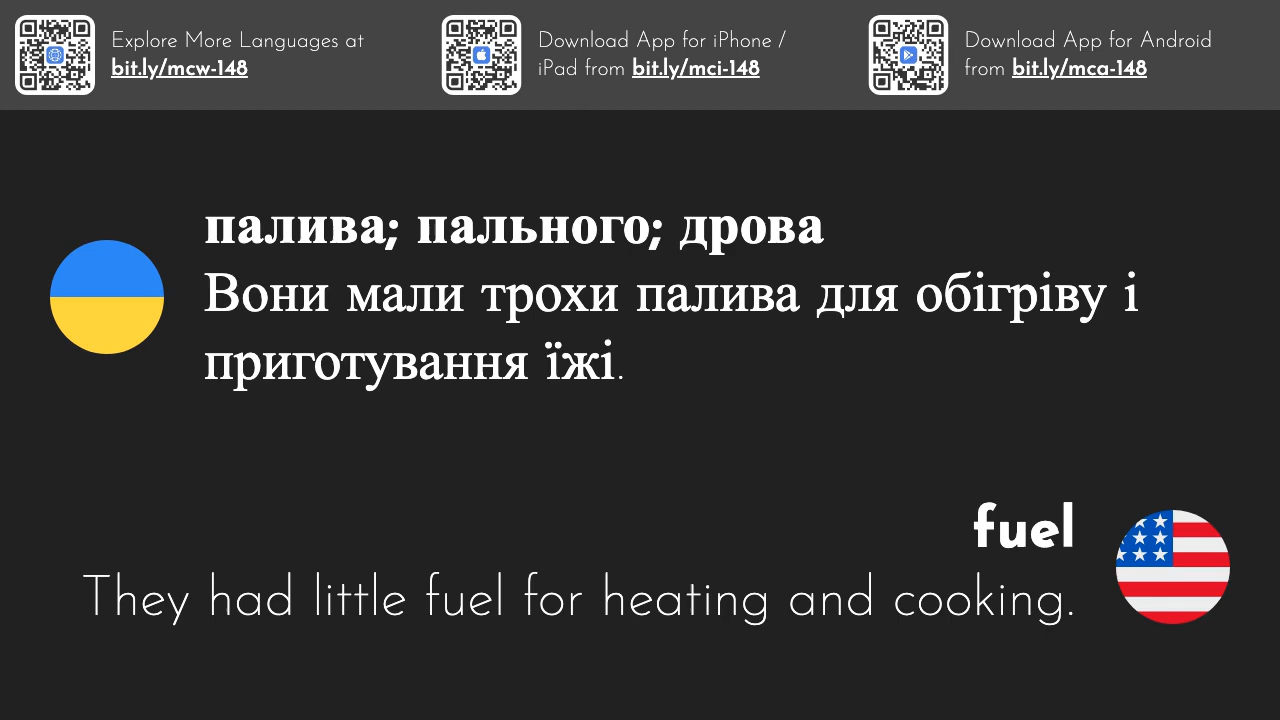 Explore More Languages at
bit.ly/mcw-148
Download App for iPhone /
iPad from bit.ly/mci-148
Download App for Android
from bit.ly/mca-148
палива; пального; дрова
Вони мали трохи палива для обігріву і
приготування їжі.
fuel
They had little fuel for heating and cooking.